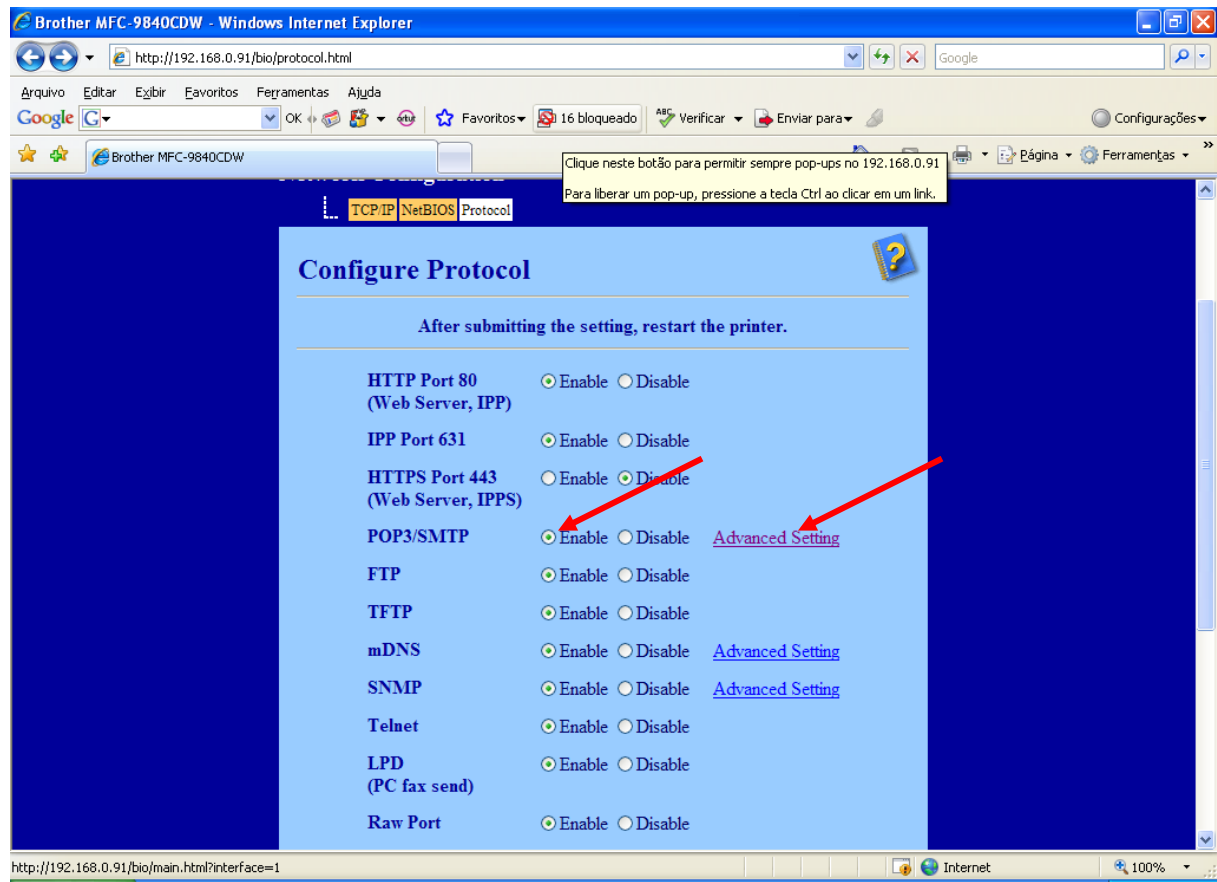 Brother MFC-9840CDW - Windows Internet Explorer
http://192.168.0.91/bio/protocol.html
Google
Arquivo Editar Exibir Favoritos Ferramentas Ajuda
Google G OK Favoritos 16 bloqueado ABC Verificar Enviar para Configurações
Brother MFC-9840CDW
Página Ferramentas »
Clique neste botão para permitir sempre pop-ups no 192.168.0.91
Para liberar um pop-up, pressione a tecla Ctrl ao clicar em um link.
TCP/IP NetBIOS Protocol
Configure Protocol
?
After submitting the setting, restart the printer.
HTTP Port 80 Enable Disable
(Web Server, IPP)
IPP Port 631 Enable Disable
HTTPS Port 443 Enable Disable
(Web Server, IPPS)
POP3/SMTP Enable Disable Advanced Setting
FTP Enable Disable
TFTP Enable Disable
mDNS Enable Disable Advanced Setting
SNMP Enable Disable Advanced Setting
Telnet Enable Disable
LPD Enable Disable
(PC fax send)
Raw Port Enable Disable
http://192.168.0.91/bio/main.html?interface=1
Internet
100%